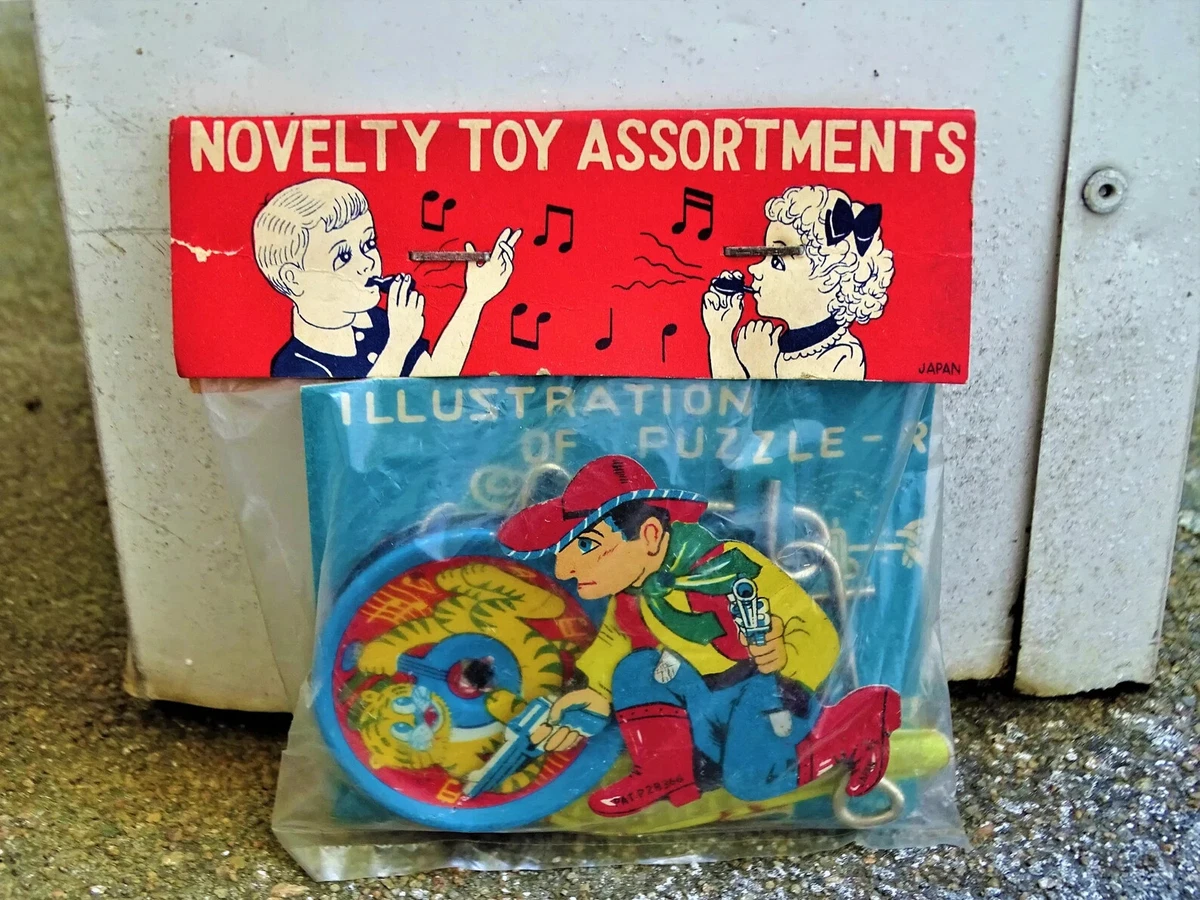 NOVELTY TOY ASSORTMENTS
JAPAN
ILLUSTRATION
OF PUZZLE - R